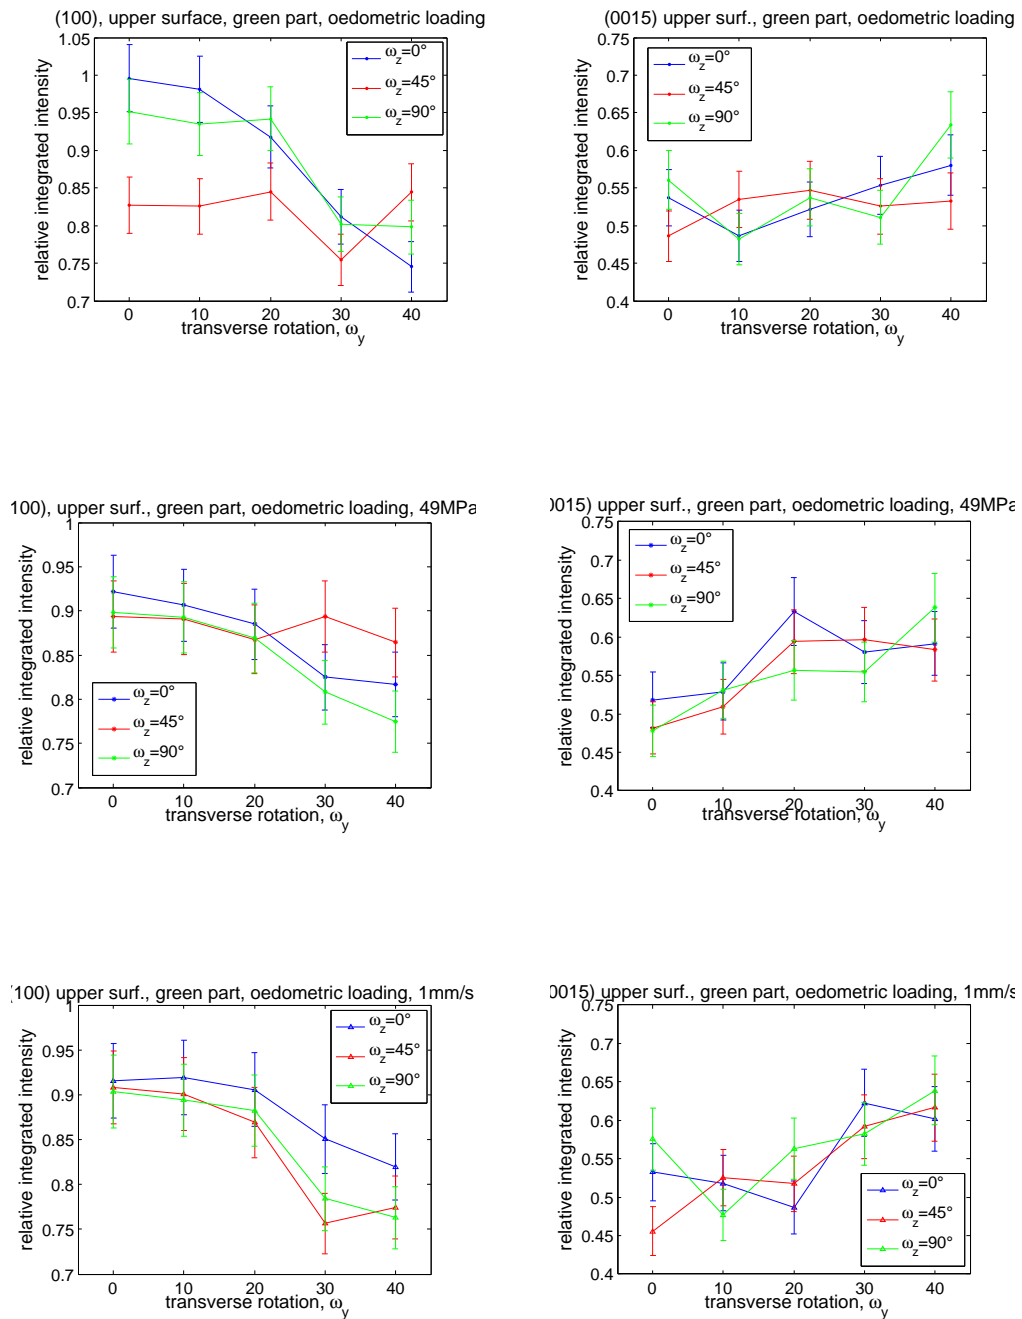 (100), upper surface, green part, oedometric loading
1.05
1
0.95
0.9
0.85
0.8
0.75
0.7
relative integrated intensity
ω_z=0°
ω_z=45°
ω_z=90°
0 10 20 30 40
transverse rotation, ω_y
(0015) upper surf., green part, oedometric loading
0.75
0.7
0.65
0.6
0.55
0.5
0.45
0.4
relative integrated intensity
ω_z=0°
ω_z=45°
ω_z=90°
0 10 20 30 40
transverse rotation, ω_y
100), upper surf., green part, oedometric loading, 49MPa
1
0.95
0.9
0.85
0.8
0.75
0.7
relative integrated intensity
ω_z=0°
ω_z=45°
ω_z=90°
0 10 20 30 40
transverse rotation, ω_y
0015) upper surf., green part, oedometric loading, 49MPa
0.75
0.7
0.65
0.6
0.55
0.5
0.45
0.4
relative integrated intensity
ω_z=0°
ω_z=45°
ω_z=90°
0 10 20 30 40
transverse rotation, ω_y
(100) upper surf., green part, oedometric loading, 1mm/s
1
0.95
0.9
0.85
0.8
0.75
0.7
relative integrated intensity
ω_z=0°
ω_z=45°
ω_z=90°
0 10 20 30 40
transverse rotation, ω_y
0015) upper surf., green part, oedometric loading, 1mm/s
0.75
0.7
0.65
0.6
0.55
0.5
0.45
0.4
relative integrated intensity
ω_z=0°
ω_z=45°
ω_z=90°
0 10 20 30 40
transverse rotation, ω_y